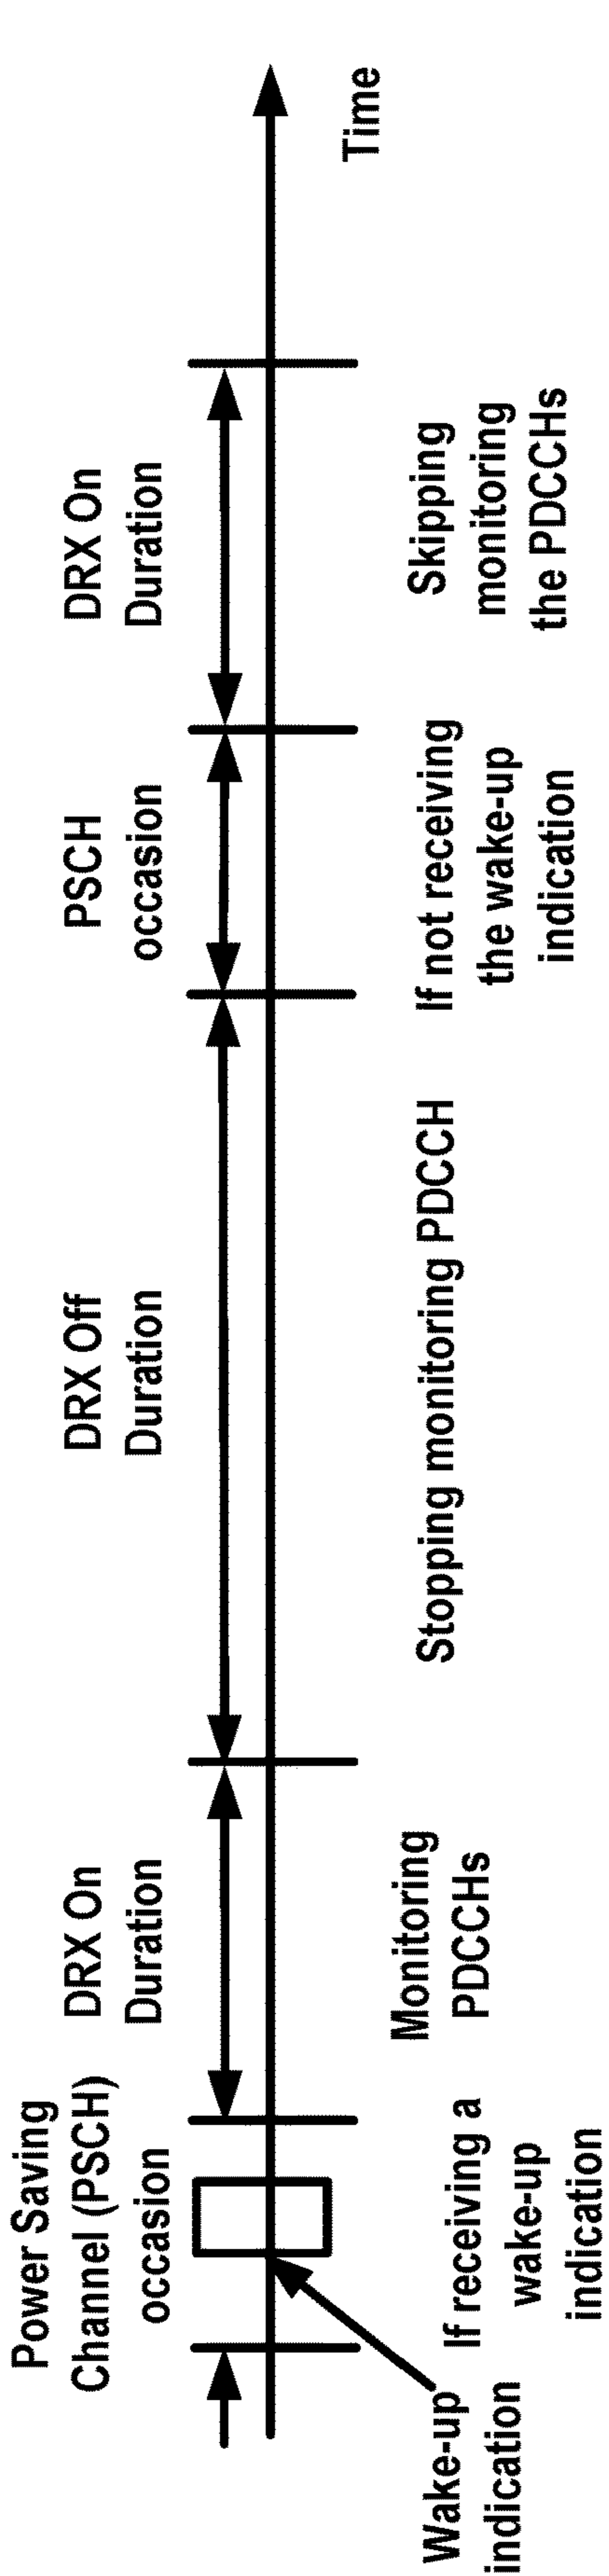 Power Saving
Channel (PSCH)
occasion
DRX On
Duration
DRX Off
Duration
PSCH
occasion
DRX On
Duration
Time
Wake-up
indication
If receiving a
wake-up
indication
Monitoring
PDCCHs
Stopping monitoring PDCCH
If not receiving
the wake-up
indication
Skipping
monitoring
the PDCCHs